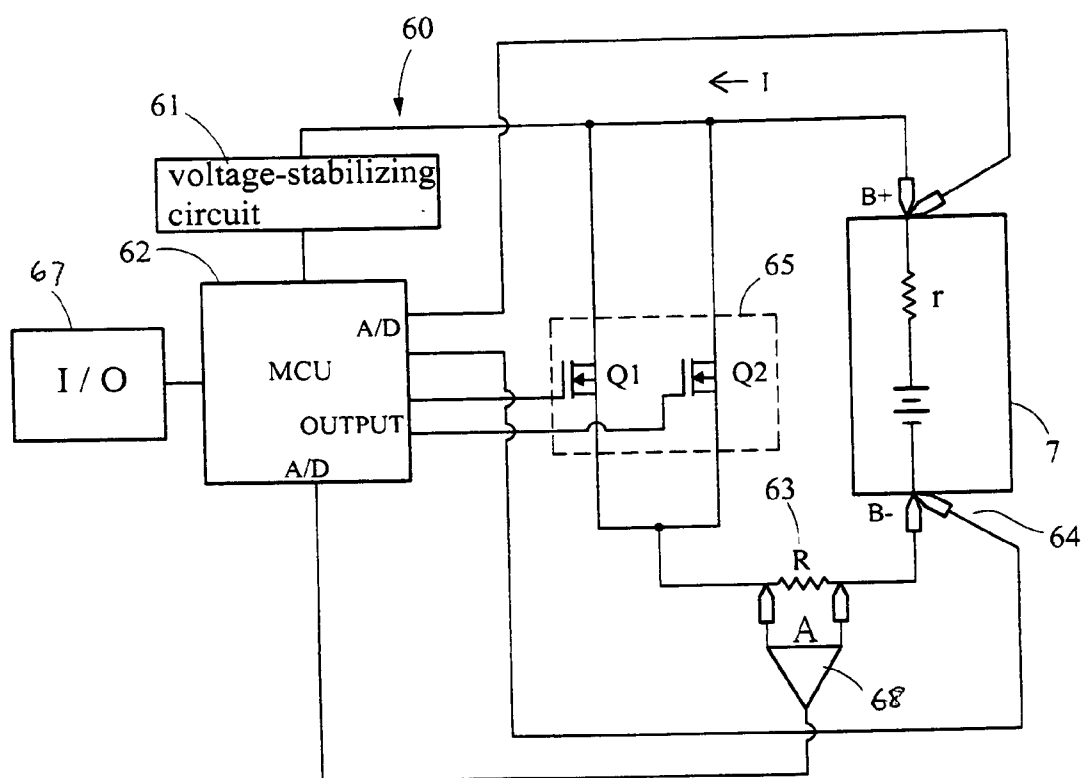 60
I
61
voltage-stabilizing
circuit
B+
62
65
67
r
A/D
I / O
MCU
Q1
Q2
OUTPUT
7
A/D
63
B-
64
R
A
68